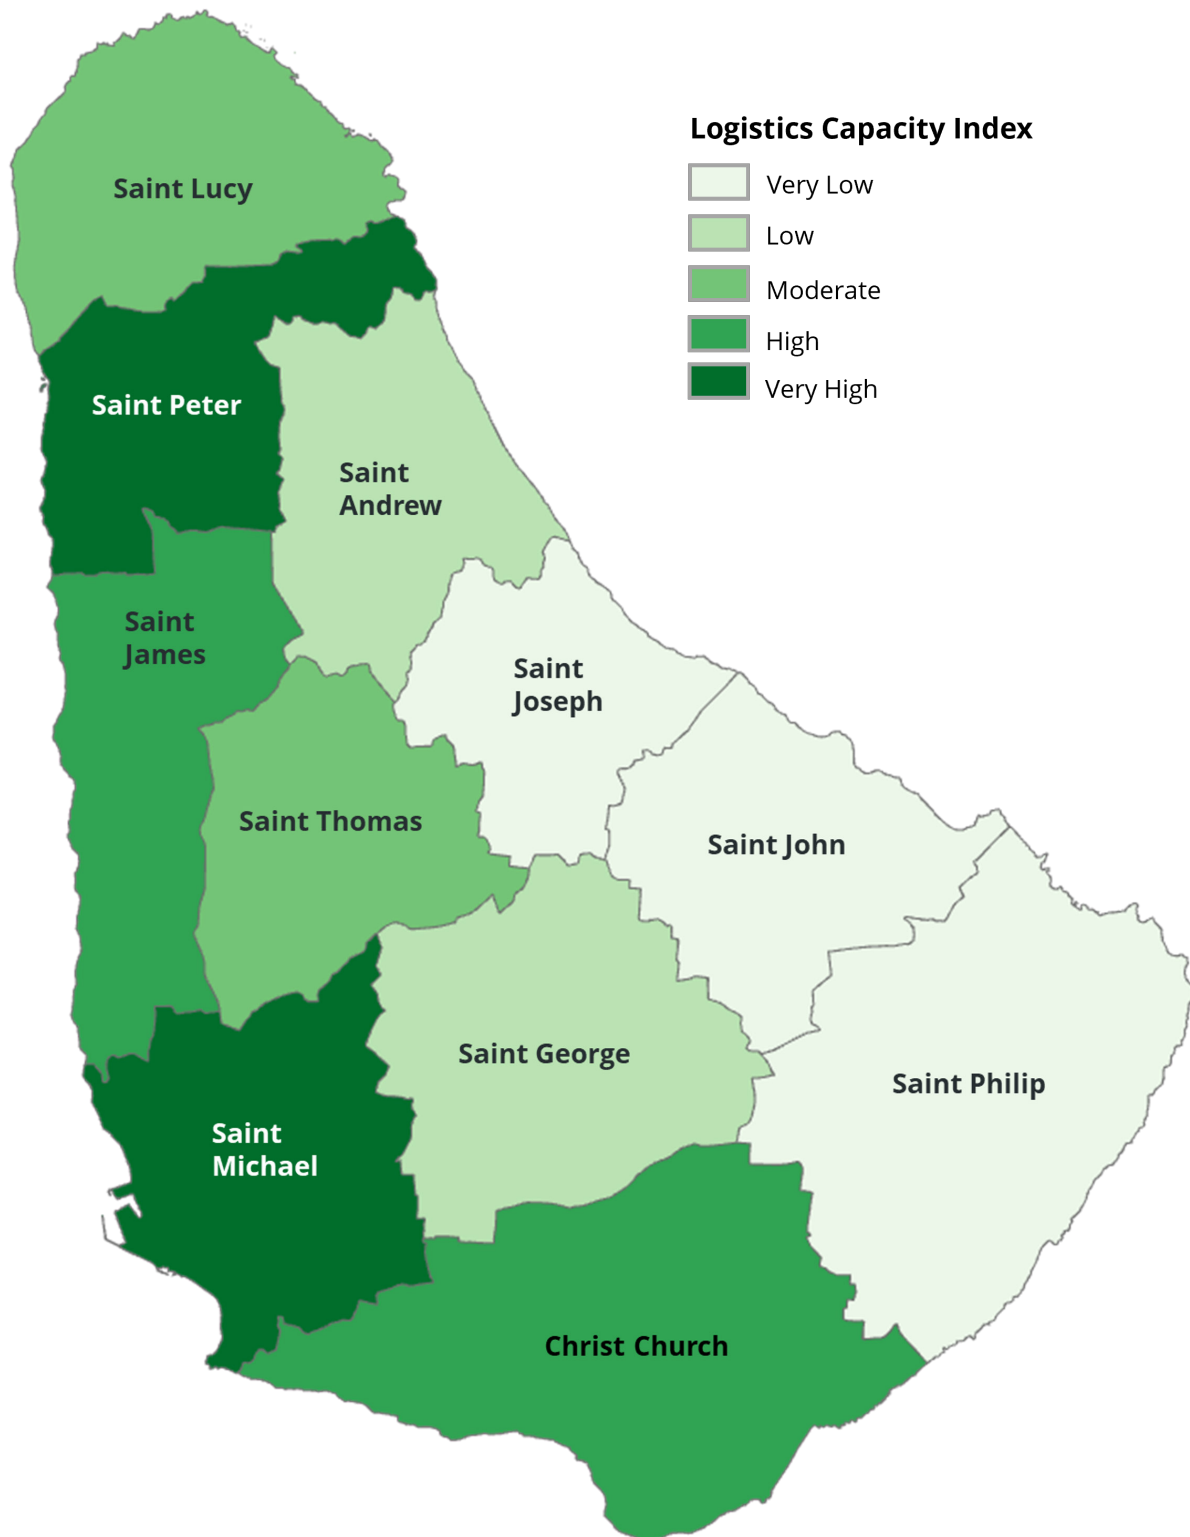 Logistics Capacity Index
Very Low
Low
Moderate
High
Very High
Saint Lucy
Saint Peter
Saint
Andrew
Saint
James
Saint
Joseph
Saint Thomas
Saint John
Saint George
Saint Philip
Saint
Michael
Christ Church